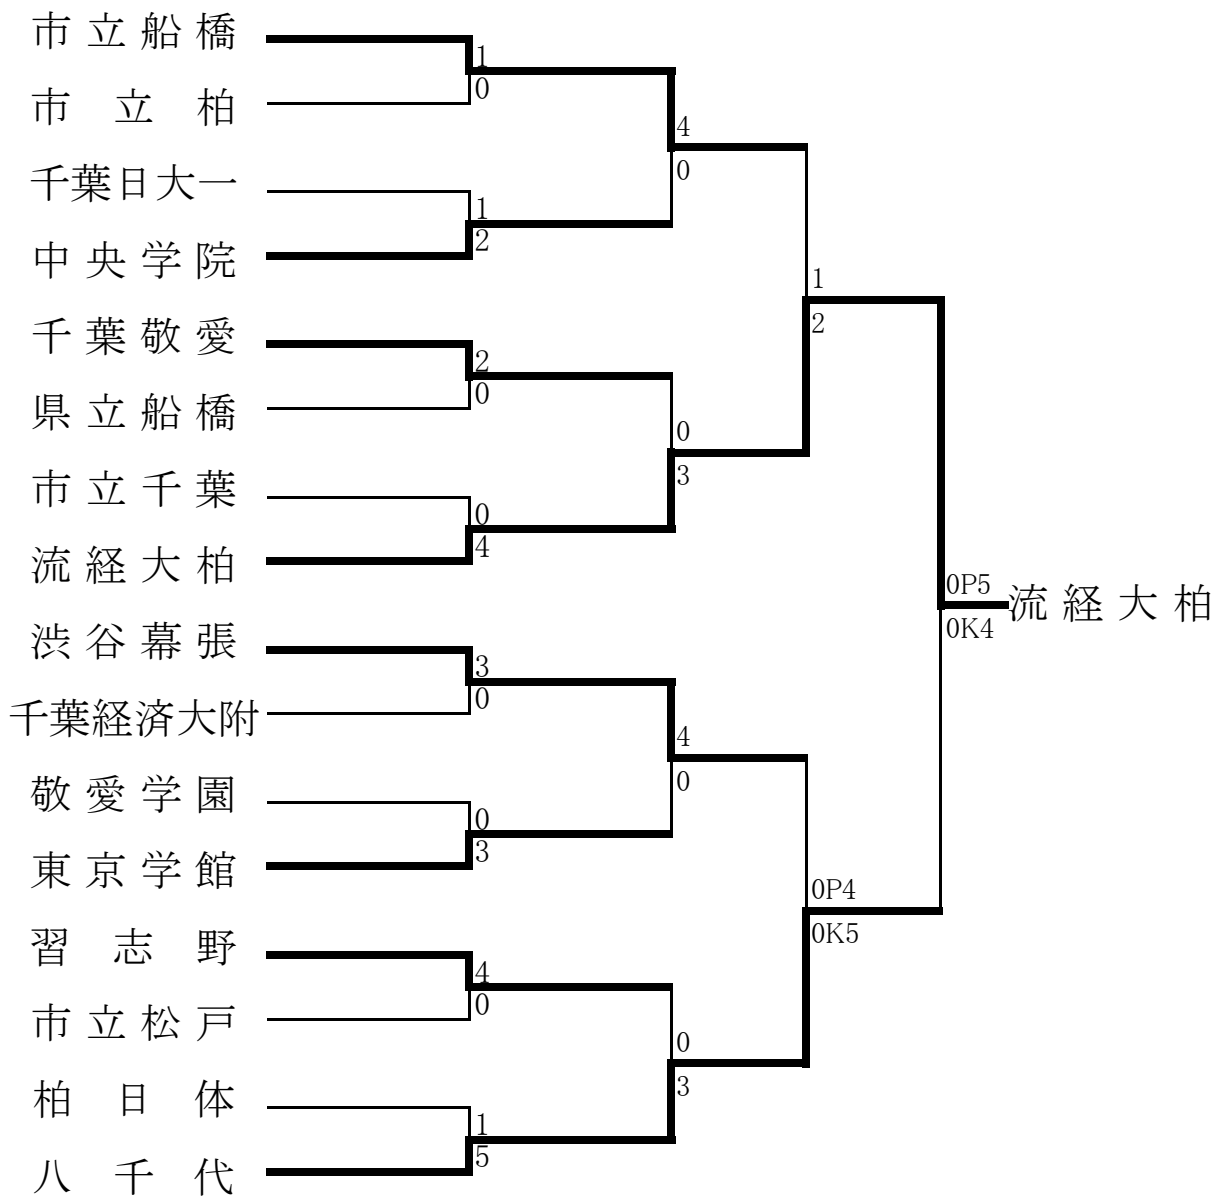 市立船橋
1
0
市立柏
4
0
千葉日大一
1
2
中央学院
1
2
千葉敬愛
2
0
県立船橋
0
3
市立千葉
0
4
流経大柏
0P5
0K4
流経大柏
渋谷幕張
3
0
千葉経済大附
4
0
敬愛学園
0
3
東京学館
0P4
0K5
習志野
4
0
市立松戸
0
3
柏日体
1
5
八千代